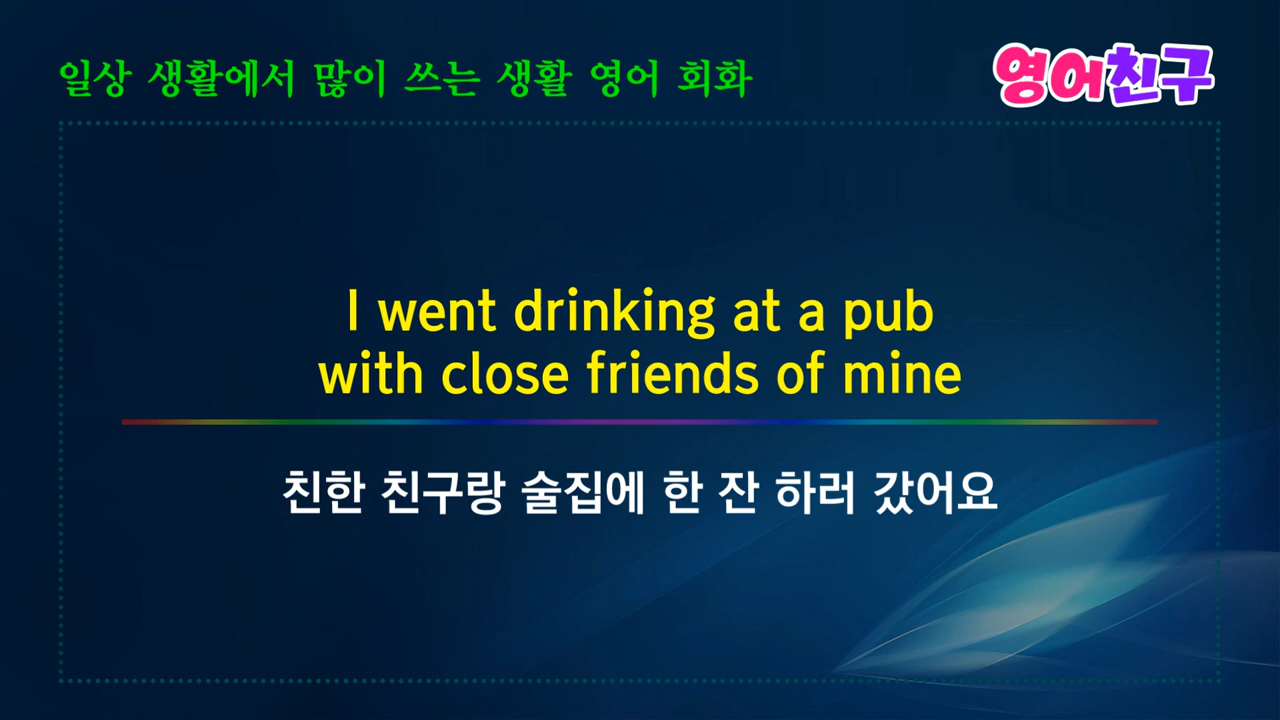 일상 생활에서 많이 쓰는 생활 영어 회화
영어친구
I went drinking at a pub
with close friends of mine
친한 친구랑 술집에 한 잔 하러 갔어요